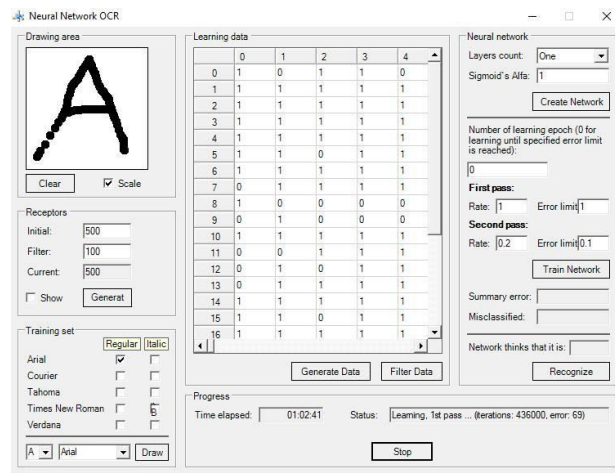 Neural Network OCR
Drawing area
A
Clear
Scale
Receptors
Initial: 500
Filter: 100
Current: 500
Show Generat
Training set
Regular Italic
Arial
Courier
Tahoma
Times New Roman
Verdana
A Arial Draw
Learning data
0 1 2 3 4
0 1 0 1 1 0
1 1 1 1 1 1
2 1 1 1 1 1
3 1 1 1 1 1
4 1 1 1 1 1
5 1 1 0 1 1
6 1 1 1 1 1
7 0 1 1 1 1
8 1 0 0 0 0
9 0 1 0 0 0
10 1 1 1 1 1
11 0 0 1 1 1
12 0 1 0 1 1
13 0 1 1 1 1
14 1 1 1 1 1
15 1 1 0 1 1
16 1 1 1 1 1
Generate Data Filter Data
Progress
Time elapsed: 01:02:41 Status: Learning, 1st pass ... (iterations: 436000, error: 69)
Stop
Neural network
Layers count: One
Sigmoid`s Alfa: 1
Create Network
Number of learning epoch (0 for
learning until specified error limit
is reached):
0
First pass:
Rate: 1 Error limit 1
Second pass:
Rate: 0.2 Error limit 0.1
Train Network
Summary error:
Misclassified:
Network thinks that it is:
Recognize